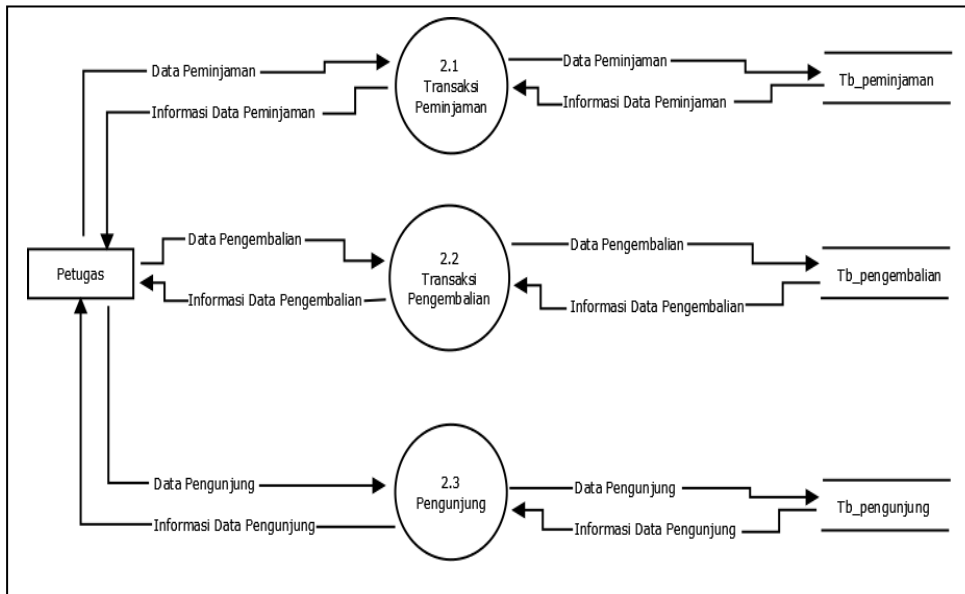 Data Peminjaman
Informasi Data Peminjaman
2.1
Transaksi
Peminjaman
Data Peminjaman
Informasi Data Peminjaman
Tb_peminjaman
Petugas
Data Pengembalian
Informasi Data Pengembalian
2.2
Transaksi
Pengembalian
Data Pengembalian
Informasi Data Pengembalian
Tb_pengembalian
Data Pengunjung
Informasi Data Pengunjung
2.3
Pengunjung
Data Pengunjung
Informasi Data Pengunjung
Tb_pengunjung